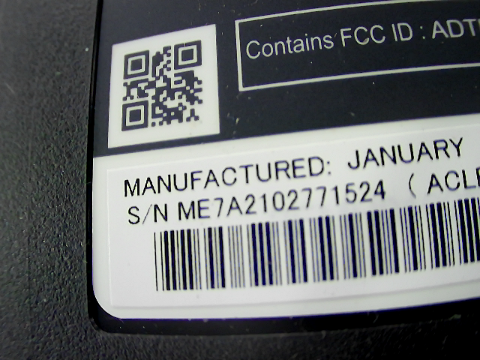 Contains FCC ID : ADT
MANUFACTURED: JANUARY
S/N ME7A2102771524 ( ACL